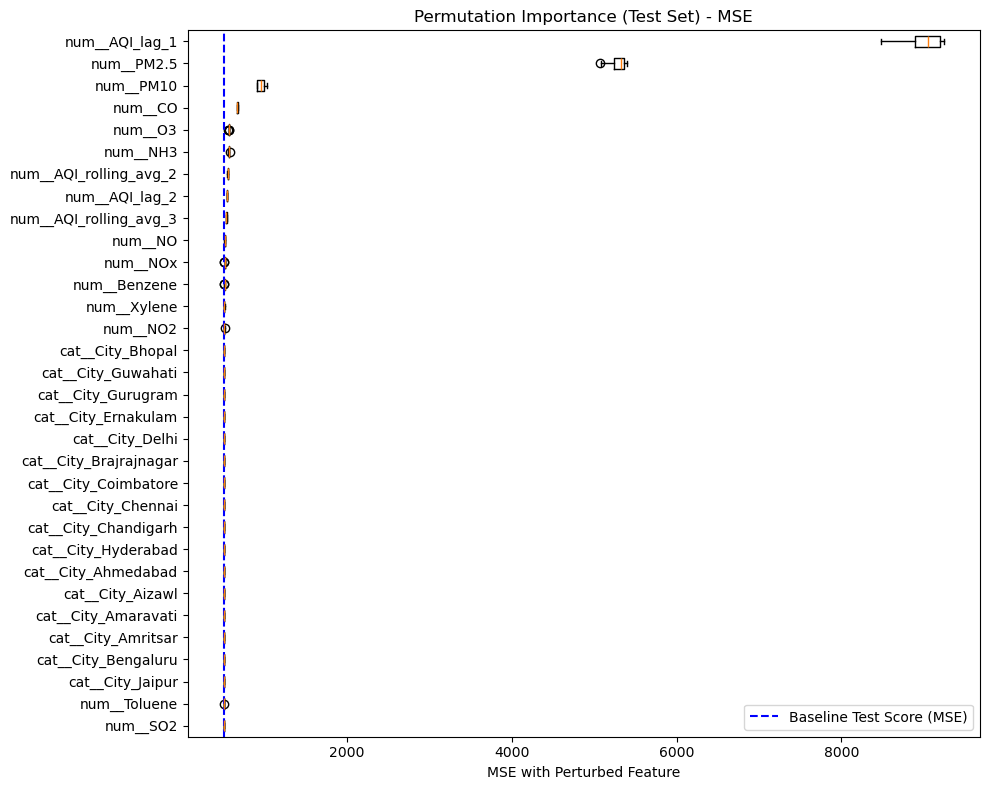 Permutation Importance (Test Set) - MSE
num__AQI_lag_1
num__PM2.5
num__PM10
num__CO
num__O3
num__NH3
num__AQI_rolling_avg_2
num__AQI_lag_2
num__AQI_rolling_avg_3
num__NO
num__NOx
num__Benzene
num__Xylene
num__NO2
cat__City_Bhopal
cat__City_Guwahati
cat__City_Gurugram
cat__City_Ernakulam
cat__City_Delhi
cat__City_Brajrajnagar
cat__City_Coimbatore
cat__City_Chennai
cat__City_Chandigarh
cat__City_Hyderabad
cat__City_Ahmedabad
cat__City_Aizawl
cat__City_Amaravati
cat__City_Amritsar
cat__City_Bengaluru
cat__City_Jaipur
num__Toluene
num__SO2
Baseline Test Score (MSE)
2000 4000 6000 8000
MSE with Perturbed Feature